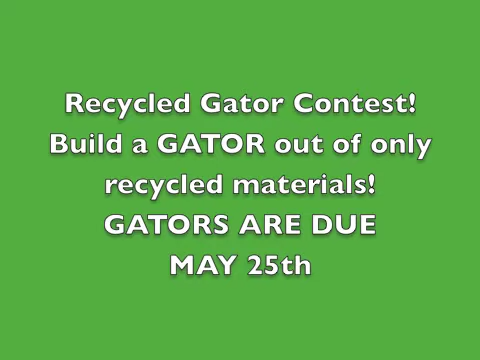 Recycled Gator Contest!
Build a GATOR out of only
recycled materials!
GATORS ARE DUE
MAY 25th